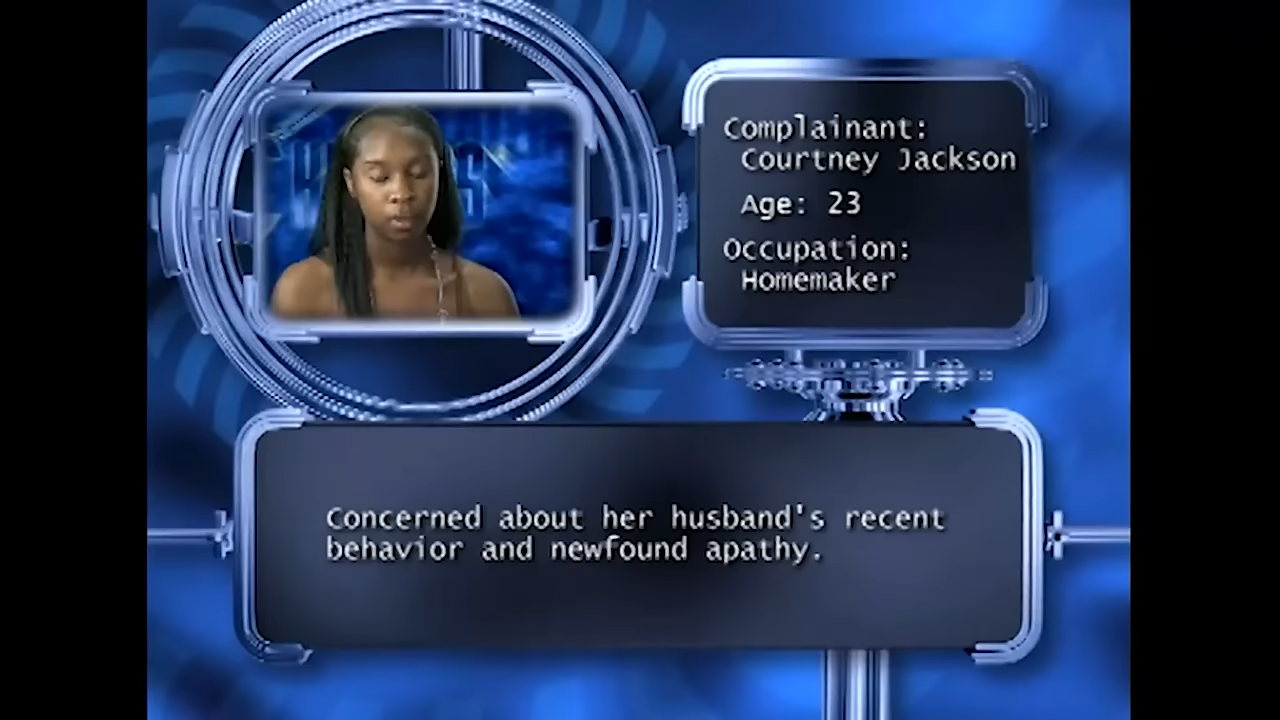 Complainant:
Courtney Jackson
Age: 23
Occupation:
Homemaker
Concerned about her husband's recent
behavior and newfound apathy.